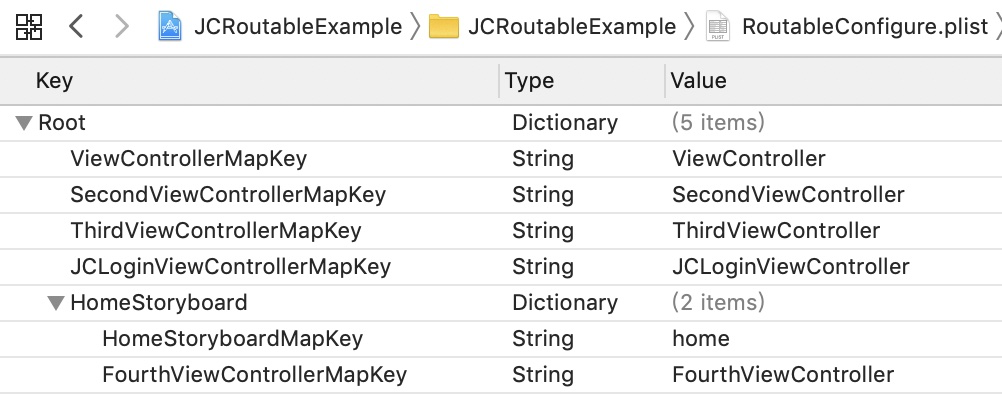 JCRoutableExample JCRoutableExample RoutableConfigure.plist
Key Type Value
Root Dictionary (5 items)
ViewControllerMapKey String ViewController
SecondViewControllerMapKey String SecondViewController
ThirdViewControllerMapKey String ThirdViewController
JCLoginViewControllerMapKey String JCLoginViewController
HomeStoryboard Dictionary (2 items)
HomeStoryboardMapKey String home
FourthViewControllerMapKey String FourthViewController